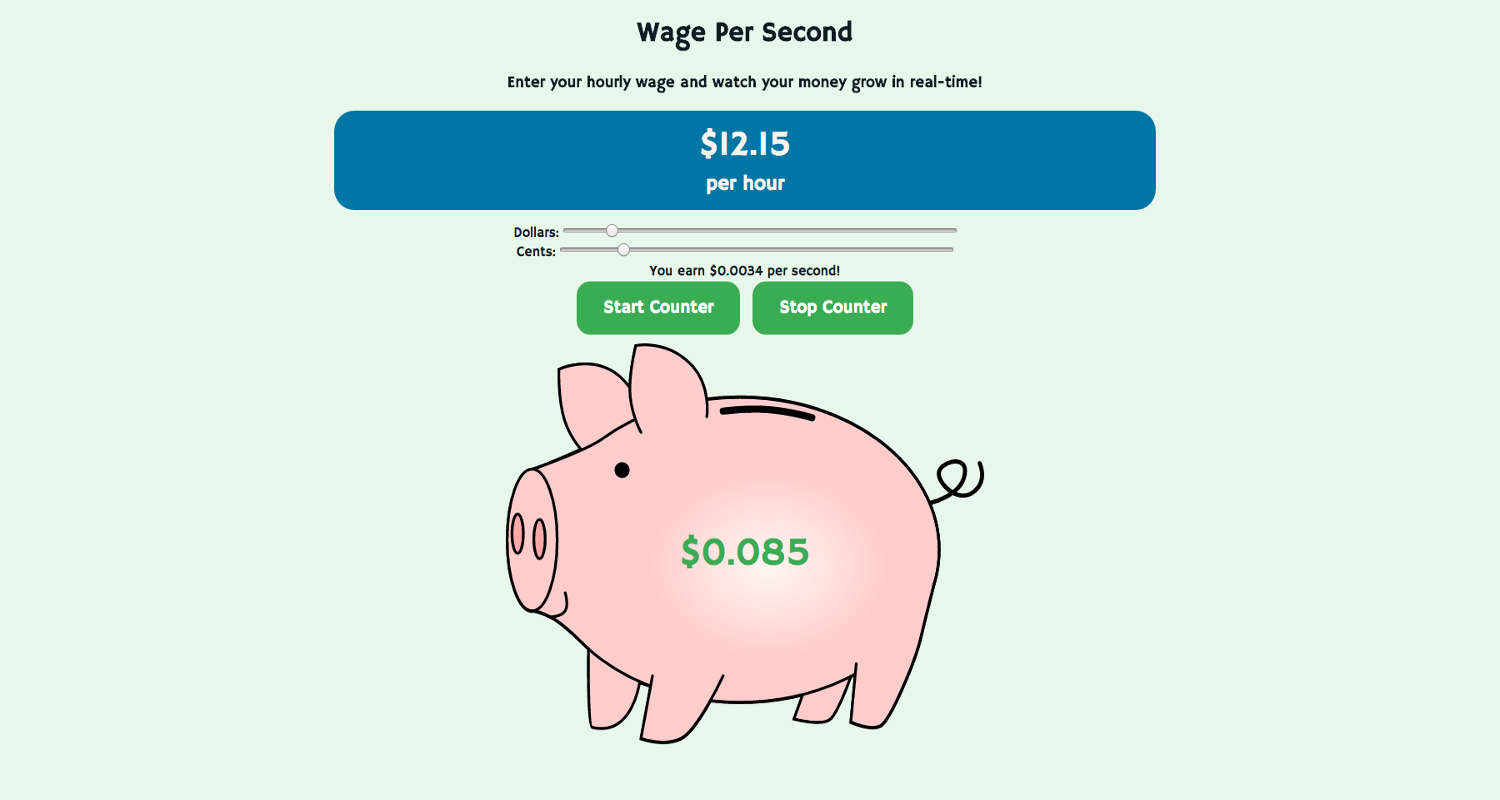 Wage Per Second
Enter your hourly wage and watch your money grow in real-time!
$12.15
per hour
Dollars:
Cents:
You earn $0.0034 per second!
Start Counter Stop Counter
$0.085